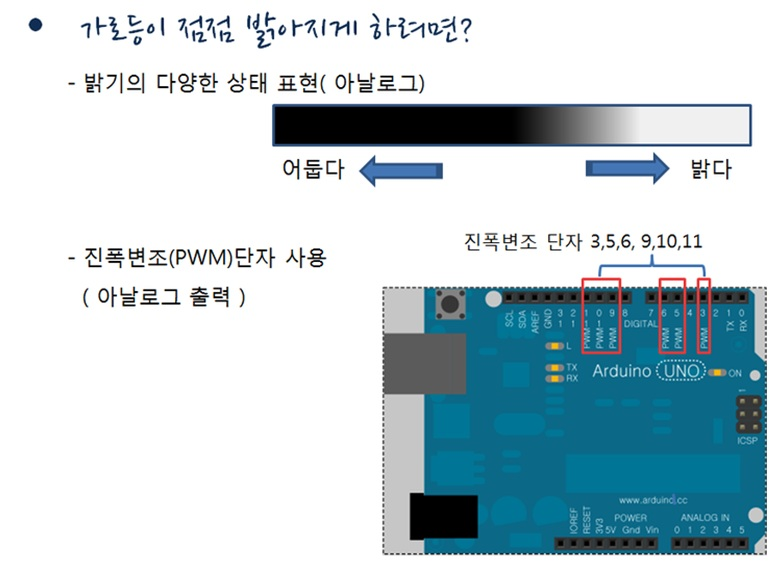 • 가로등이 점점 밝아지게 하려면?
- 밝기의 다양한 상태 표현( 아날로그)
어둡다 밝다
진폭변조 단자 3,5,6, 9,10,11
- 진폭변조(PWM)단자 사용
( 아날로그 출력 )
SCL SDA AREF GND 13 12 11 10 9 8 7 6 5 4 3 2 1 0
PWM PWM PWM DIGITAL PWM PWM PWM TX RX
L
TX
RX
Arduino UNO ON
1
ICSP
www.arduino.cc
IOREF RESET 3V3 5V POWER Gnd Vin ANALOG IN
0 1 2 3 4 5